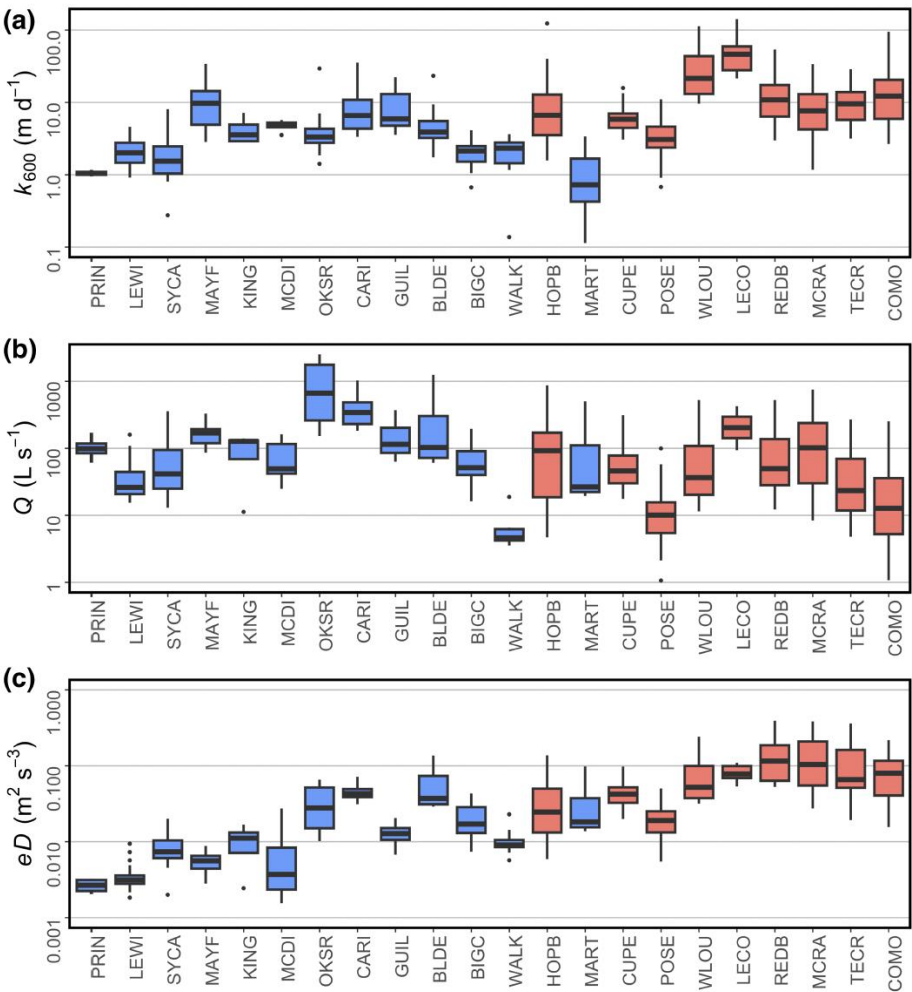 (a)
k600 (m d−1)
100.0
10.0
1.0
0.1
PRIN LEWI SYCA MAYF KING MCDI OKSR CARI GUIL BLDE BIGC WALK HOPB MART CUPE POSE WLOU LECO REDB MCRA TECR COMO
(b)
Q (L s−1)
1000
100
10
1
PRIN LEWI SYCA MAYF KING MCDI OKSR CARI GUIL BLDE BIGC WALK HOPB MART CUPE POSE WLOU LECO REDB MCRA TECR COMO
(c)
eD (m2 s−3)
1.000
0.100
0.010
0.001
PRIN LEWI SYCA MAYF KING MCDI OKSR CARI GUIL BLDE BIGC WALK HOPB MART CUPE POSE WLOU LECO REDB MCRA TECR COMO